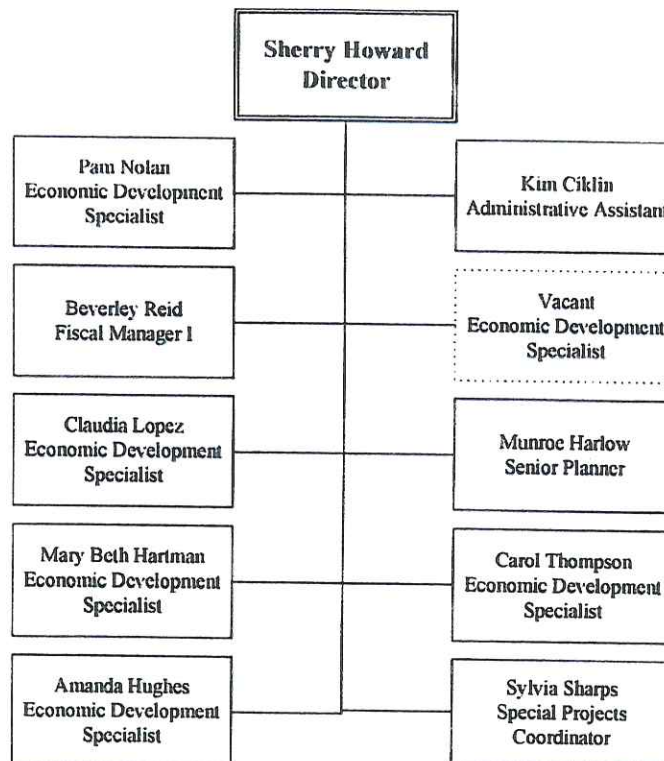 Sherry Howard
Director
Pam Nolan
Economic Development
Specialist
Kim Ciklin
Administrative Assistant
Beverley Reid
Fiscal Manager I
Vacant
Economic Development
Specialist
Claudia Lopez
Economic Development
Specialist
Munroe Harlow
Senior Planner
Mary Beth Hartman
Economic Development
Specialist
Carol Thompson
Economic Development
Specialist
Amanda Hughes
Economic Development
Specialist
Sylvia Sharps
Special Projects
Coordinator